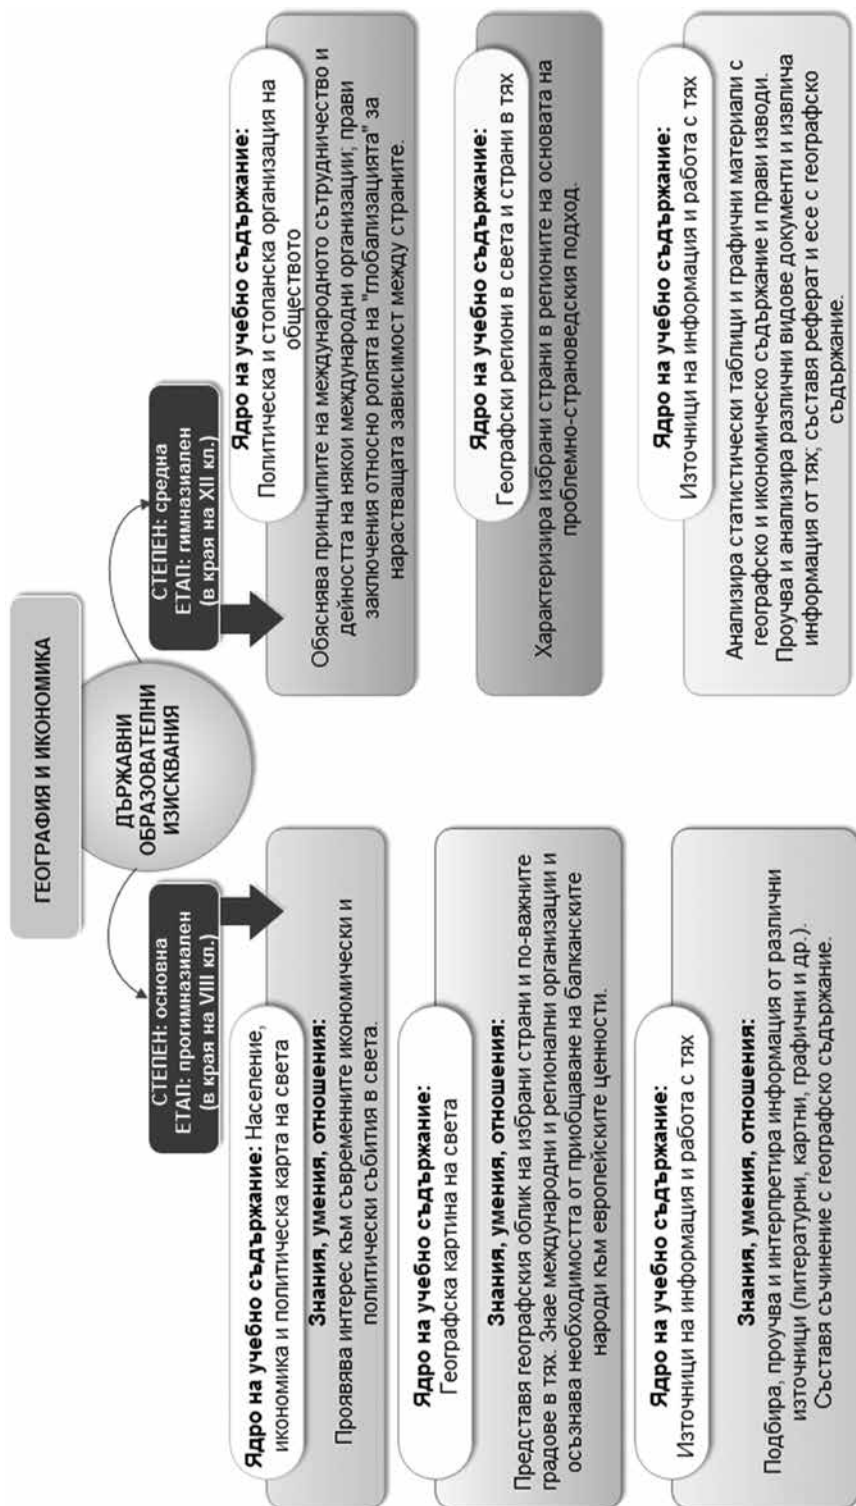 ГЕОГРАФИЯ И ИКОНОМИКА
ДЪРЖАВНИ
ОБРАЗОВАТЕЛНИ
ИЗИСКВАНИЯ
СТЕПЕН: основна
ЕТАП: прогимназиален
(в края на VIII кл.)
Ядро на учебно съдържание: Население,
икономика и политическа карта на света
Знания, умения, отношения:
Проявява интерес към съвременните икономически и
политически събития в света.
Ядро на учебно съдържание:
Географска картина на света
Знания, умения, отношения:
Представя географския облик на избрани страни и по-важните
градове в тях. Знае международни и регионални организации и
осъзнава необходимостта от приобщаване на балканските
народи към европейските ценности.
Ядро на учебно съдържание:
Източници на информация и работа с тях
Знания, умения, отношения:
Подбира, проучва и интерпретира информация от различни
източници (литературни, картни, графични и др.).
Съставя съчинение с географско съдържание.
СТЕПЕН: средна
ЕТАП: гимназиален
(в края на XII кл.)
Ядро на учебно съдържание:
Политическа и стопанска организация на
обществото
Обяснява принципите на международното сътрудничество и
дейността на някои международни организации; прави
заключения относно ролята на "глобализацията" за
нарастващата зависимост между страните.
Ядро на учебно съдържание:
Географски региони в света и страни в тях
Характеризира избрани страни в регионите на основата на
проблемно-страноведския подход.
Ядро на учебно съдържание:
Източници на информация и работа с тях
Анализира статистически таблици и графични материали с
географско и икономическо съдържание и прави изводи.
Проучва и анализира различни видове документи и извлича
информация от тях; съставя реферат и есе с географско
съдържание.